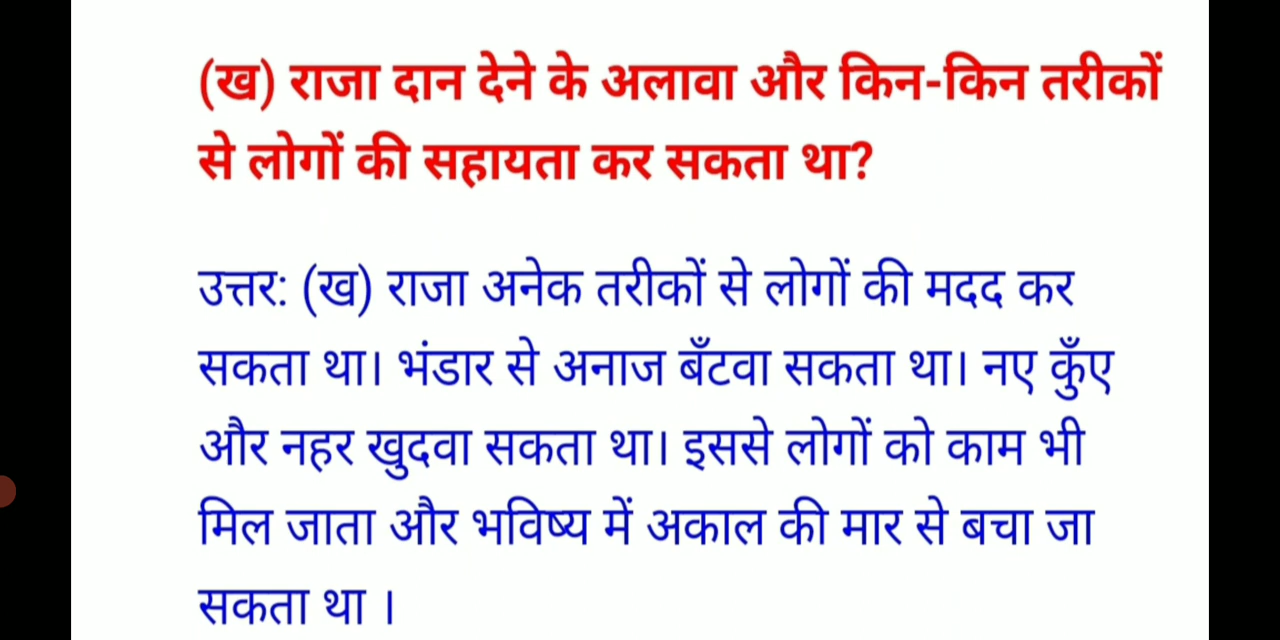 (ख) राजा दान देने के अलावा और किन-किन तरीकों
से लोगों की सहायता कर सकता था?
उत्तर: (ख) राजा अनेक तरीकों से लोगों की मदद कर
सकता था। भंडार से अनाज बँटवा सकता था। नए कुँए
और नहर खुदवा सकता था। इससे लोगों को काम भी
मिल जाता और भविष्य में अकाल की मार से बचा जा
सकता था ।